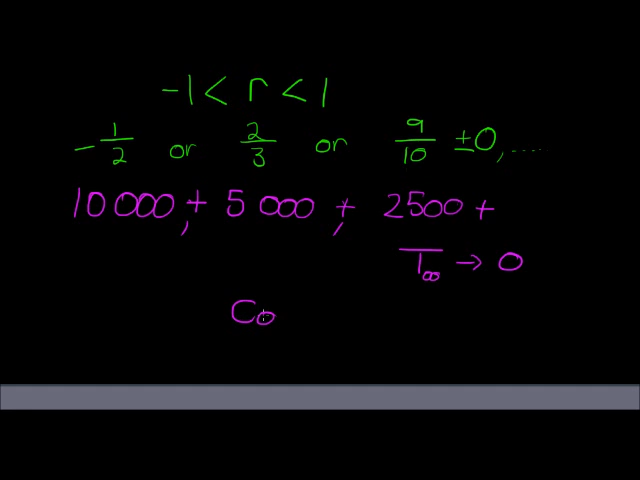 -1 < r < 1
-1/2 or 2/3 or 9/10 ±0, ....
10 000, + 5 000 , + 2500 +
T∞ → 0
Co